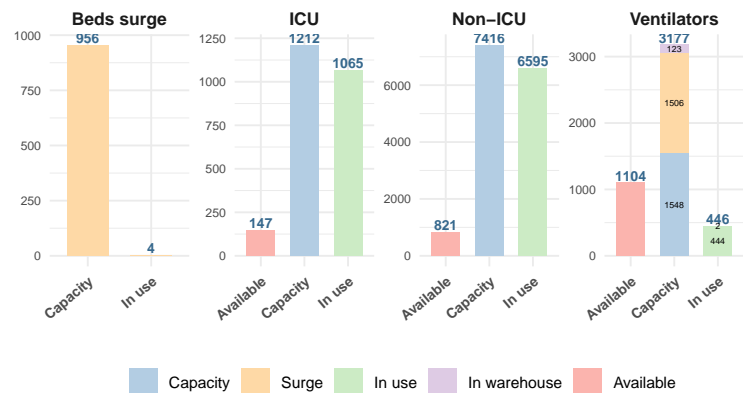 Beds surge
956
1000
750
500
250
0
4
Capacity
In use
ICU
1212
1250
1065
1000
750
500
250
147
0
Available
Capacity
In use
Non−ICU
7416
6595
6000
4000
2000
821
0
Available
Capacity
In use
Ventilators
3177
123
3000
1506
2000
1104
1000
1548
446
2
444
0
Available
Capacity
In use
Capacity
Surge
In use
In warehouse
Available